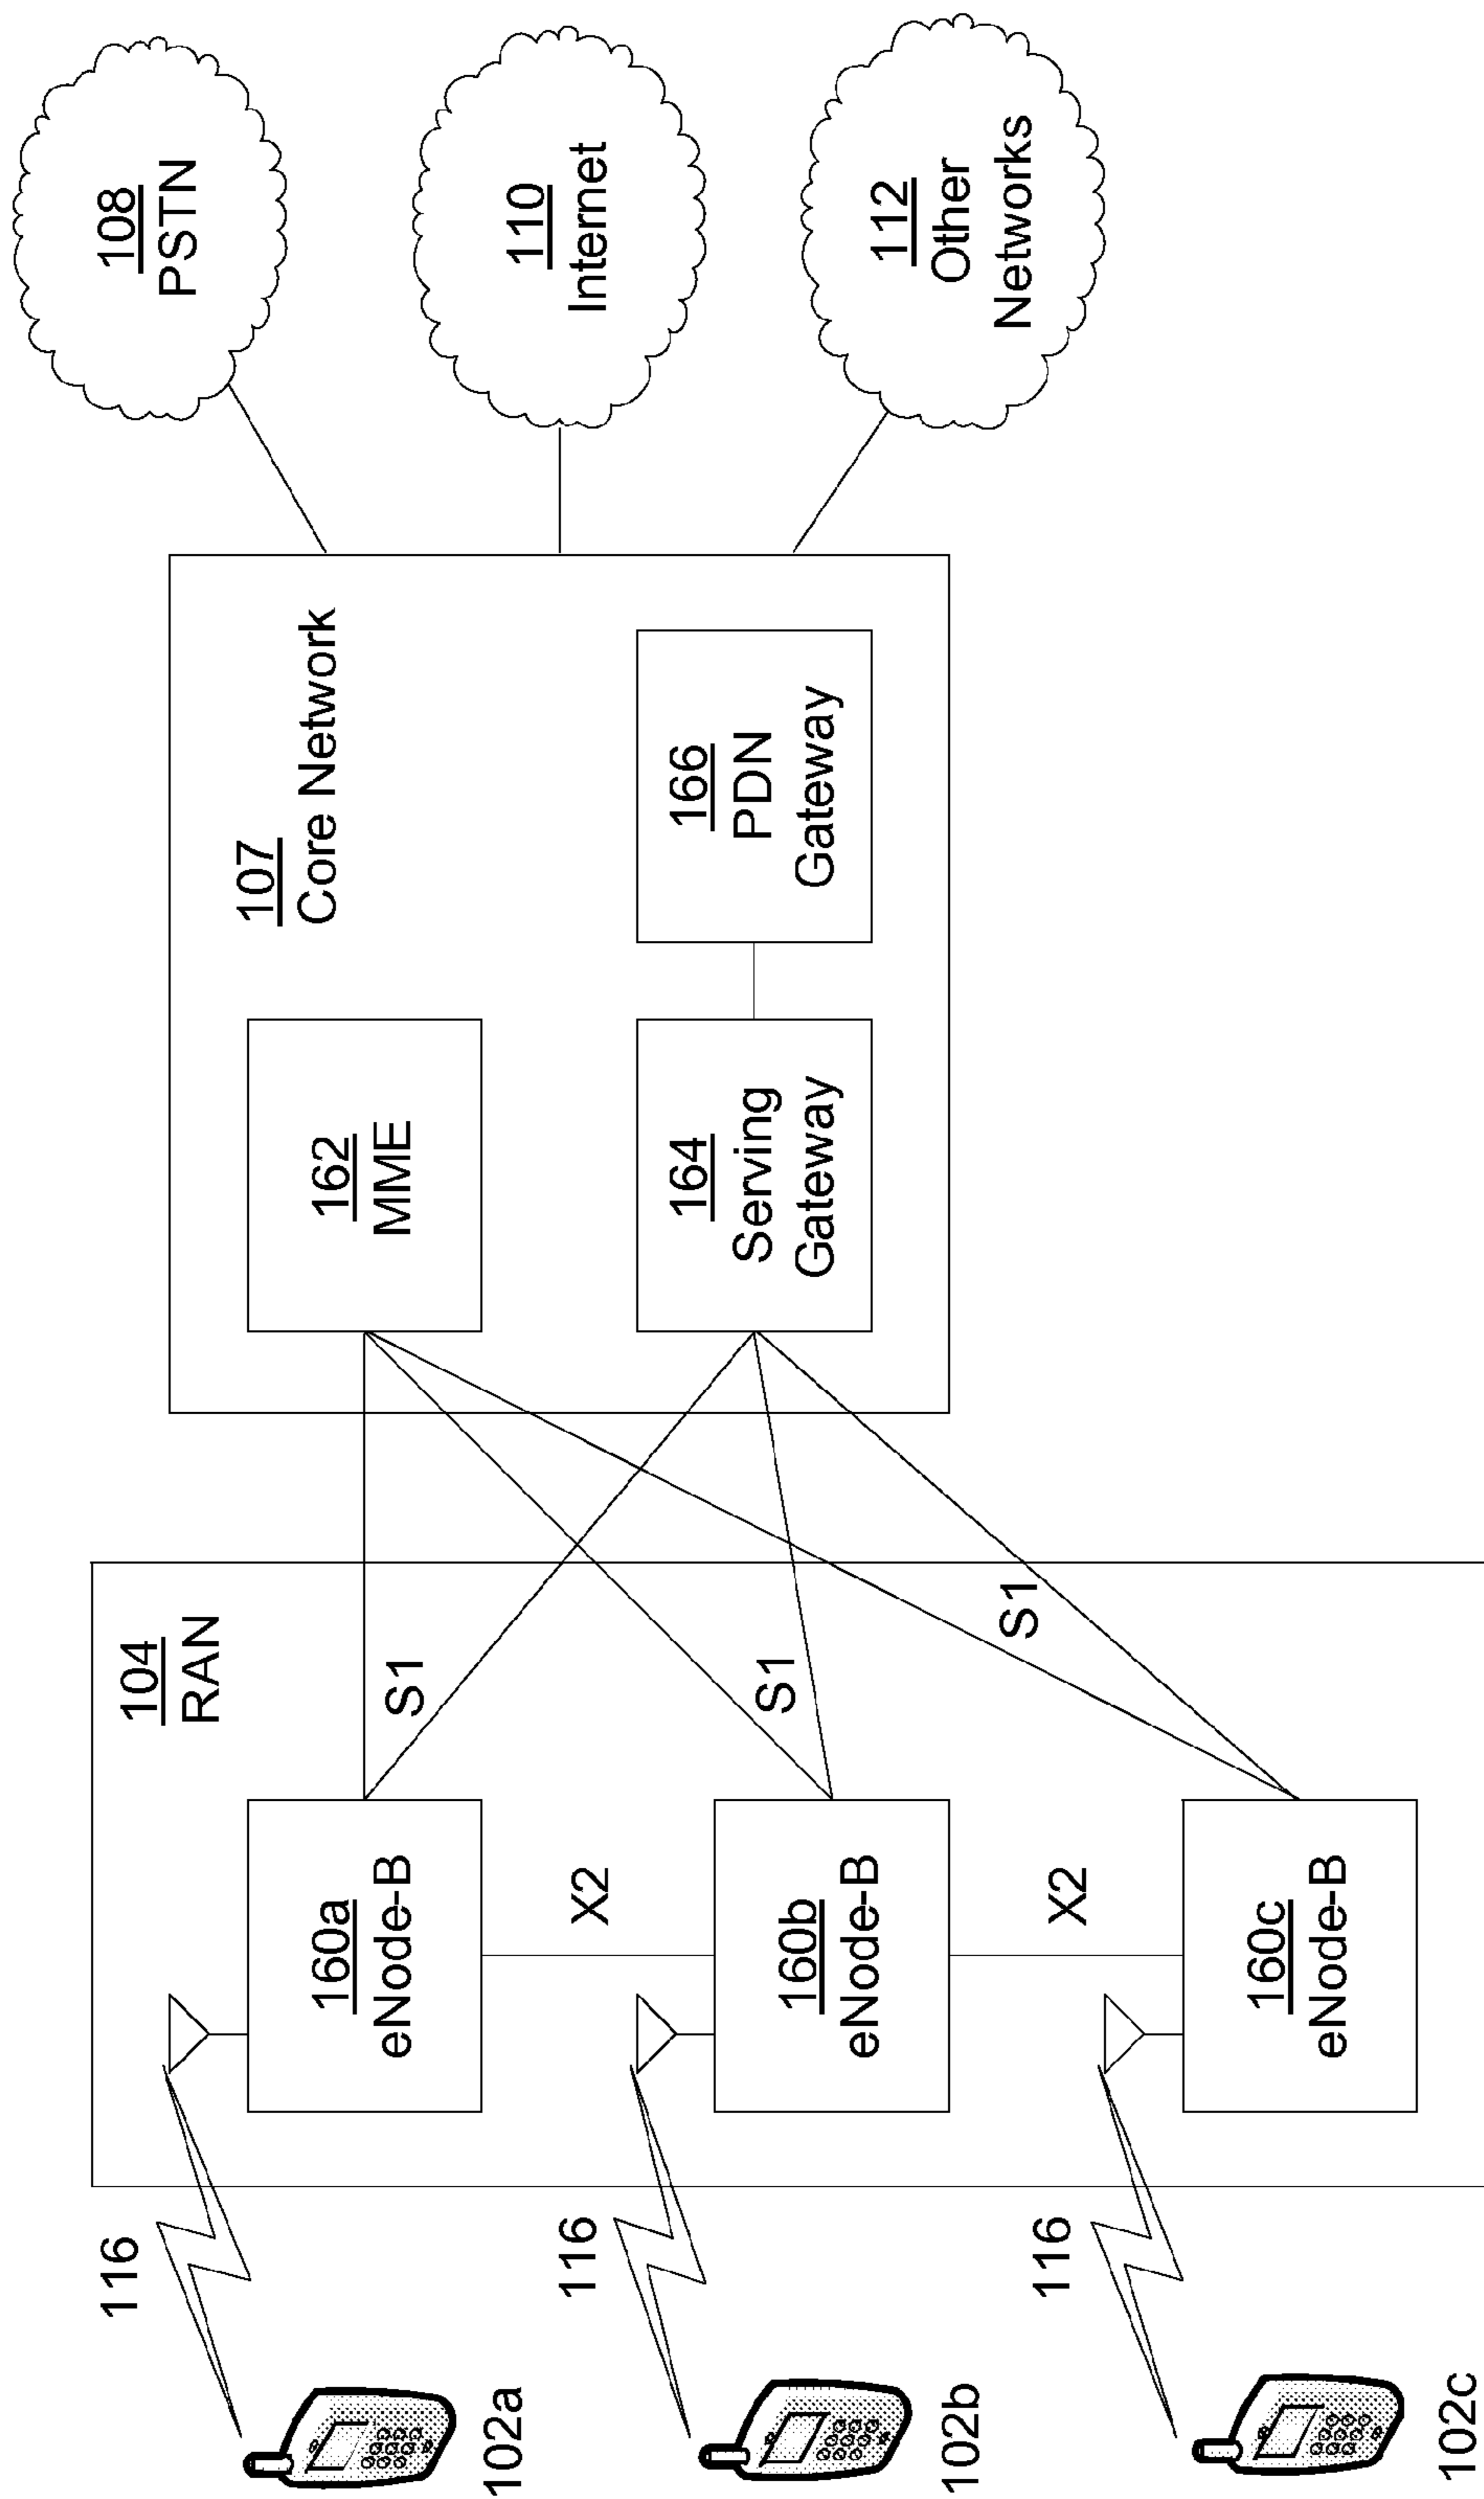 102a
116
104
RAN
160a
eNode-B
S1
X2
102b
116
160b
eNode-B
S1
X2
102c
116
160c
eNode-B
S1
107
Core Network
162
MME
164
Serving
Gateway
166
PDN
Gateway
108
PSTN
110
Internet
112
Other
Networks